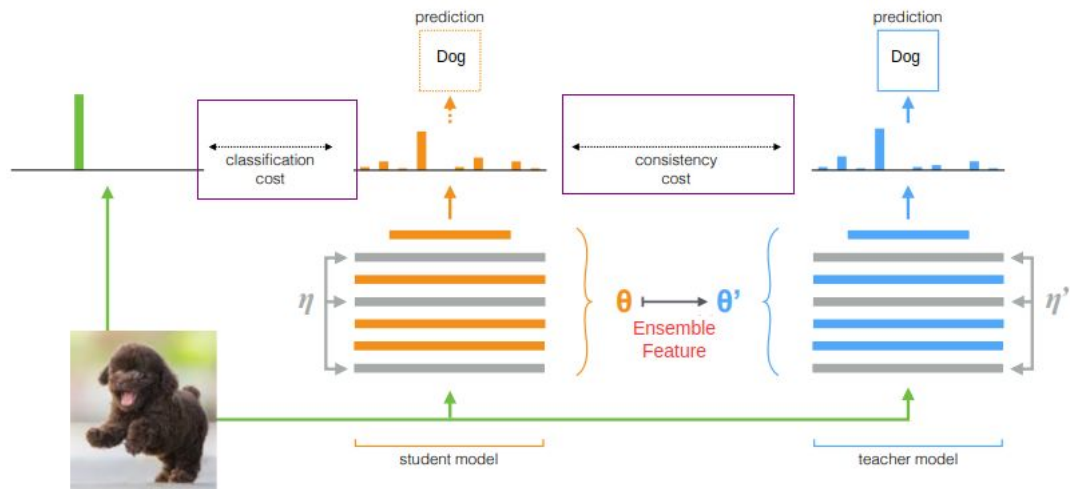 prediction
prediction
Dog
Dog
classification
cost
consistency
cost
η
θ
θ’
η’
Ensemble
Feature
student model
teacher model